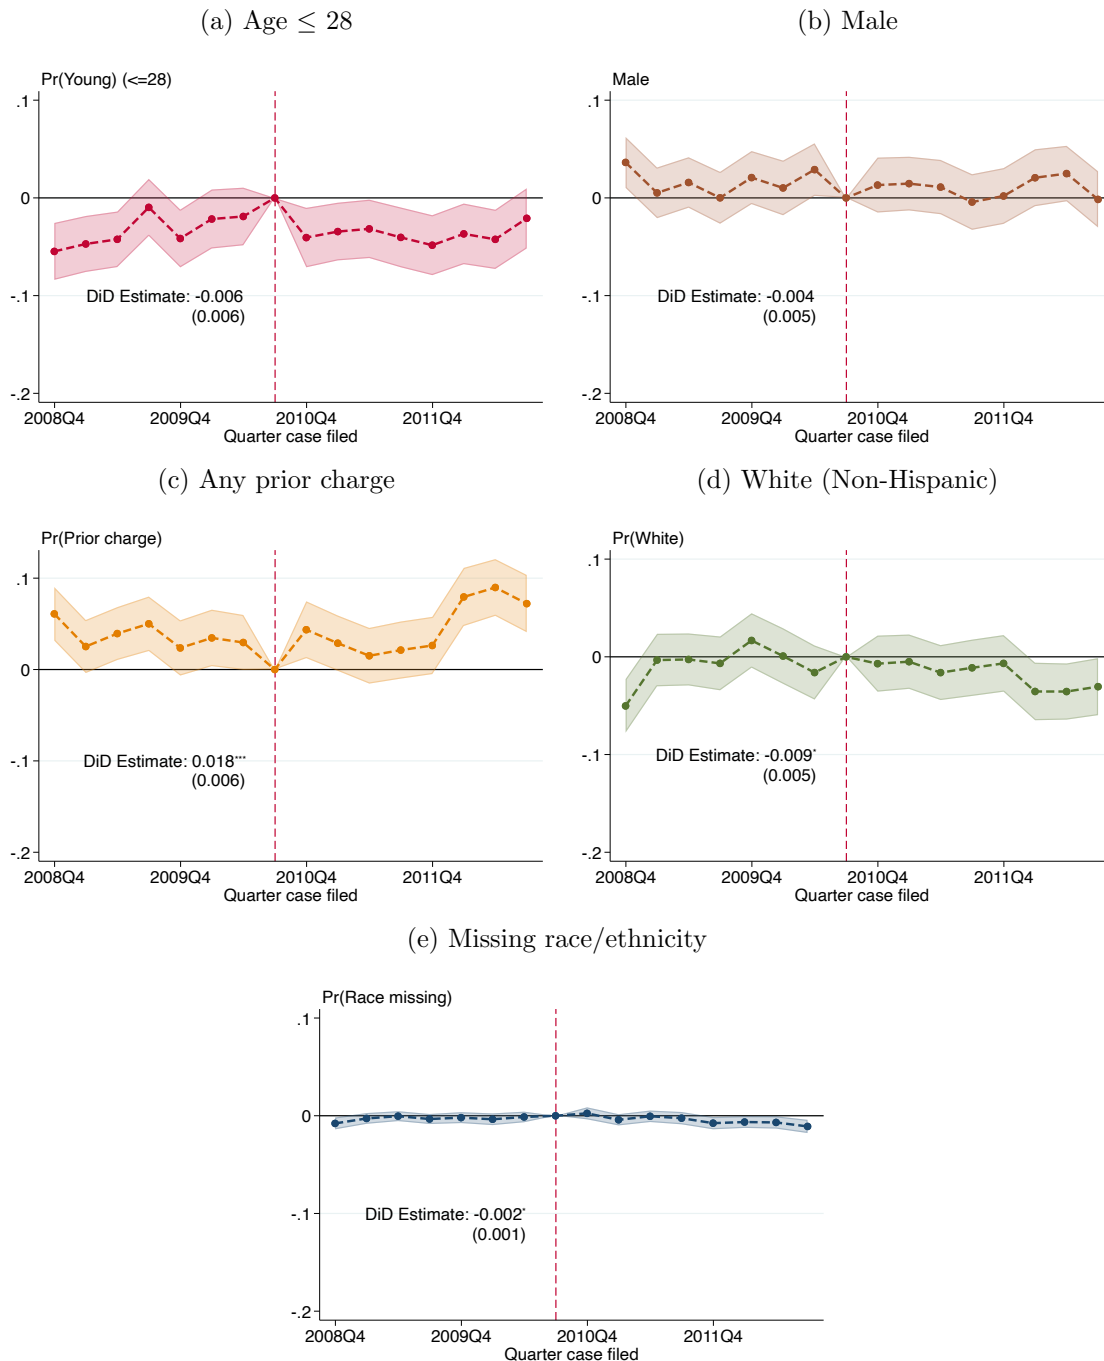 (a) Age ≤ 28
Pr(Young) (<=28)
.1
0
-.1
-.2
DiD Estimate: -0.006
(0.006)
2008Q4 2009Q4 2010Q4 2011Q4
Quarter case filed
(b) Male
Male
.1
0
-.1
-.2
DiD Estimate: -0.004
(0.005)
2008Q4 2009Q4 2010Q4 2011Q4
Quarter case filed
(c) Any prior charge
Pr(Prior charge)
.1
0
-.1
-.2
DiD Estimate: 0.018***
(0.006)
2008Q4 2009Q4 2010Q4 2011Q4
Quarter case filed
(d) White (Non-Hispanic)
Pr(White)
.1
0
-.1
-.2
DiD Estimate: -0.009*
(0.005)
2008Q4 2009Q4 2010Q4 2011Q4
Quarter case filed
(e) Missing race/ethnicity
Pr(Race missing)
.1
0
-.1
-.2
DiD Estimate: -0.002*
(0.001)
2008Q4 2009Q4 2010Q4 2011Q4
Quarter case filed